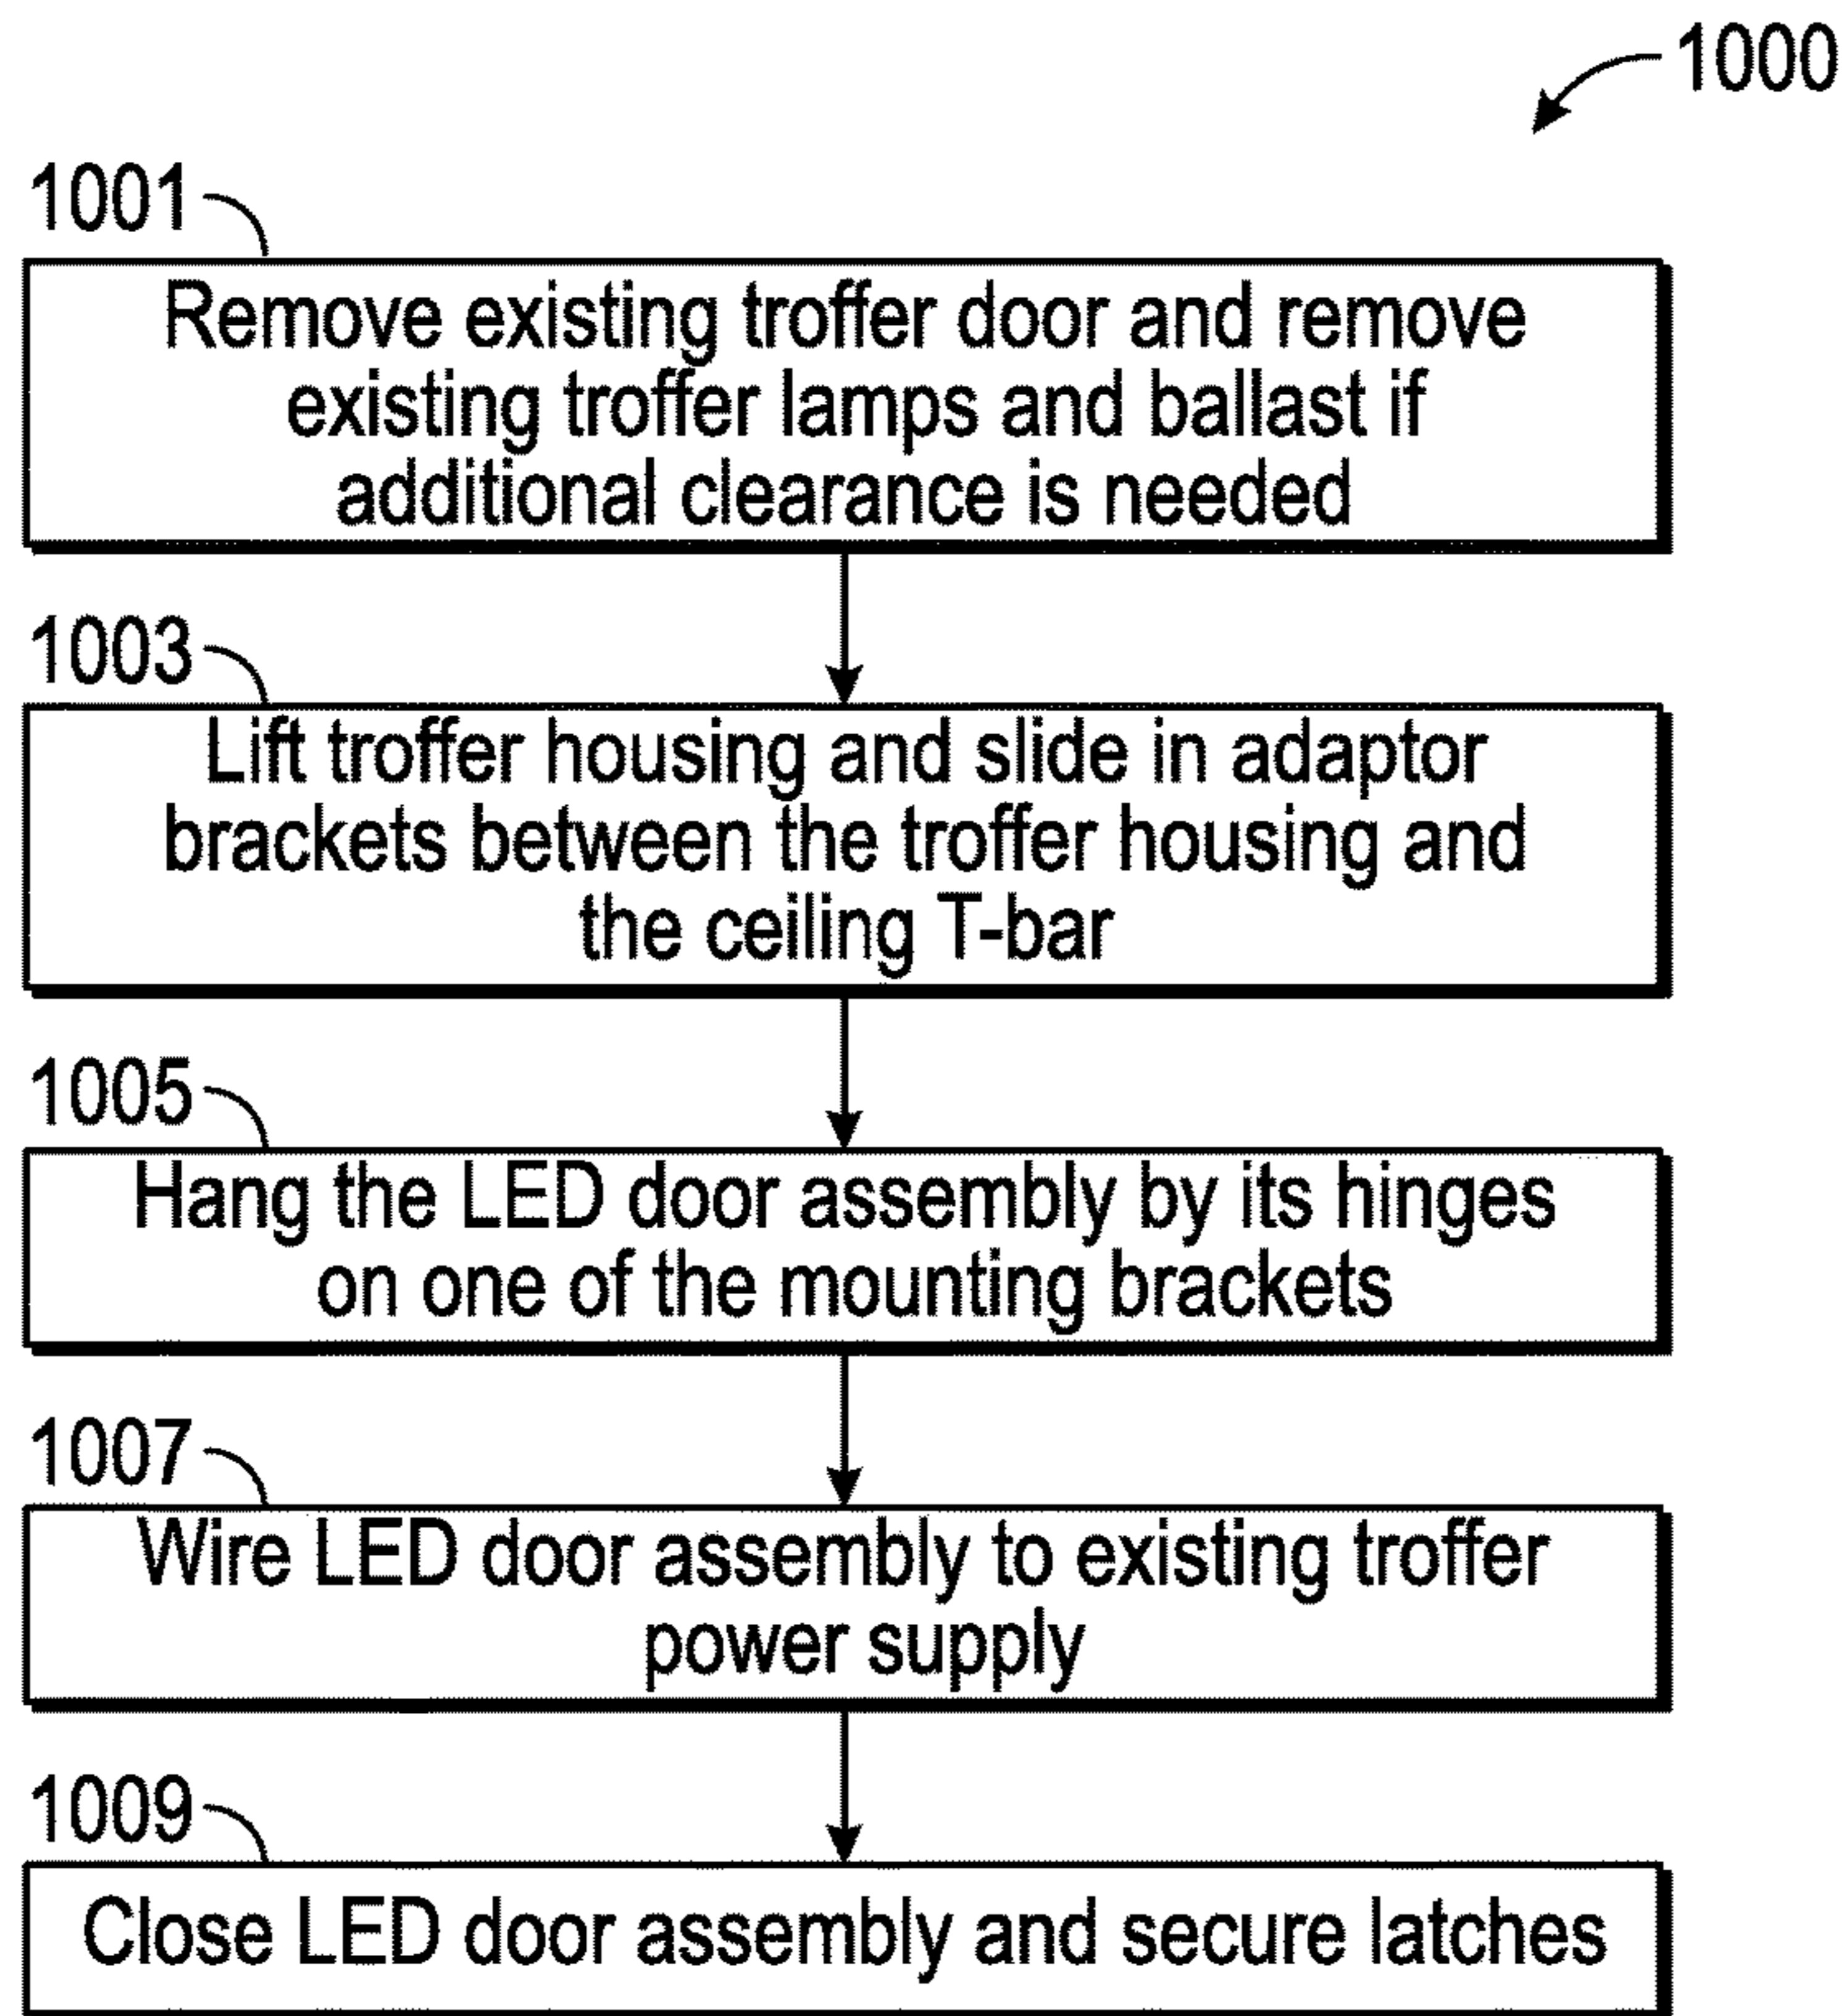 1000
1001
Remove existing troffer door and remove
existing troffer lamps and ballast if
additional clearance is needed
1003
Lift troffer housing and slide in adaptor
brackets between the troffer housing and
the ceiling T-bar
1005
Hang the LED door assembly by its hinges
on one of the mounting brackets
1007
Wire LED door assembly to existing troffer
power supply
1009
Close LED door assembly and secure latches